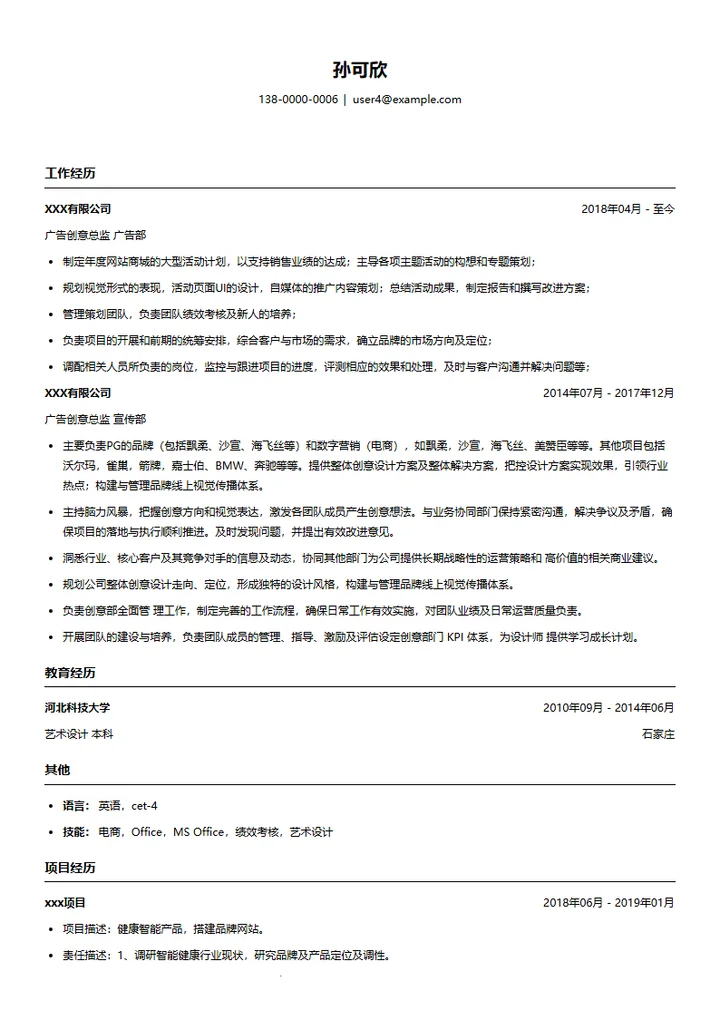 孙可欣
138-0000-0006 | user4@example.com
工作经历
XXX有限公司 2018年04月 - 至今
广告创意总监 广告部
• 制定年度网站商城的大型活动计划，以支持销售业绩的达成；主导各项主题活动的构想和专题策划；
• 规划视觉形式的表现，活动页面UI的设计，自媒体的推广内容策划；总结活动成果，制定报告和撰写改进方案；
• 管理策划团队，负责团队绩效考核及新人的培养；
• 负责项目的开展和前期的统筹安排，综合客户与市场的需求，确立品牌的市场方向及定位；
• 调配相关人员所负责的岗位，监控与跟进项目的进度，评测相应的效果和处理，及时与客户沟通并解决问题等；
XXX有限公司 2014年07月 - 2017年12月
广告创意总监 宣传部
• 主要负责PG的品牌（包括飘柔、沙宣、海飞丝等）和数字营销（电商），如飘柔，沙宣，海飞丝、美赞臣等等。其他项目包括
沃尔玛，雀巢，箭牌，嘉士伯、BMW、奔驰等等。提供整体创意设计方案及整体解决方案，把控设计方案实现效果，引领行业
热点；构建与管理品牌线上视觉传播体系。
• 主持脑力风暴，把握创意方向和视觉表达，激发各团队成员产生创意想法。与业务协同部门保持紧密沟通，解决争议及矛盾，确
保项目的落地与执行顺利推进。及时发现问题，并提出有效改进意见。
• 洞悉行业、核心客户及其竞争对手的信息及动态，协同其他部门为公司提供长期战略性的运营策略和 高价值的相关商业建议。
• 规划公司整体创意设计走向、定位，形成独特的设计风格，构建与管理品牌线上视觉传播体系。
• 负责创意部全面管 理工作，制定完善的工作流程，确保日常工作有效实施，对团队业绩及日常运营质量负责。
• 开展团队的建设与培养，负责团队成员的管理、指导、激励及评估设定创意部门 KPI 体系，为设计师 提供学习成长计划。
教育经历
河北科技大学 2010年09月 - 2014年06月
艺术设计 本科 石家庄
其他
• 语言： 英语，cet-4
• 技能： 电商，Office，MS Office，绩效考核，艺术设计
项目经历
xxx项目 2018年06月 - 2019年01月
• 项目描述：健康智能产品，搭建品牌网站。
• 责任描述：1、调研智能健康行业现状，研究品牌及产品定位及调性。